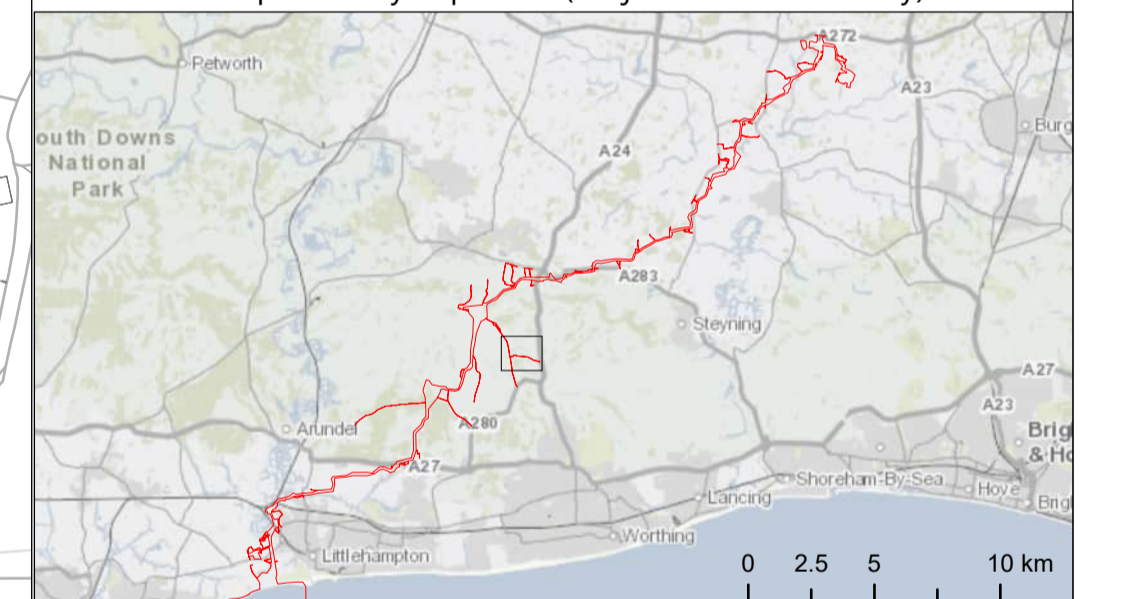 A272
Petworth
A23
Burg
outh Downs
National
Park
A24
A283
Steyning
A27
A23
Arundel
A280
Brig
& Ho
A27
Shoreham-By-Sea
Hove
Lancing
Brig
Worthing
Littlehampton
0 2.5 5 10 km